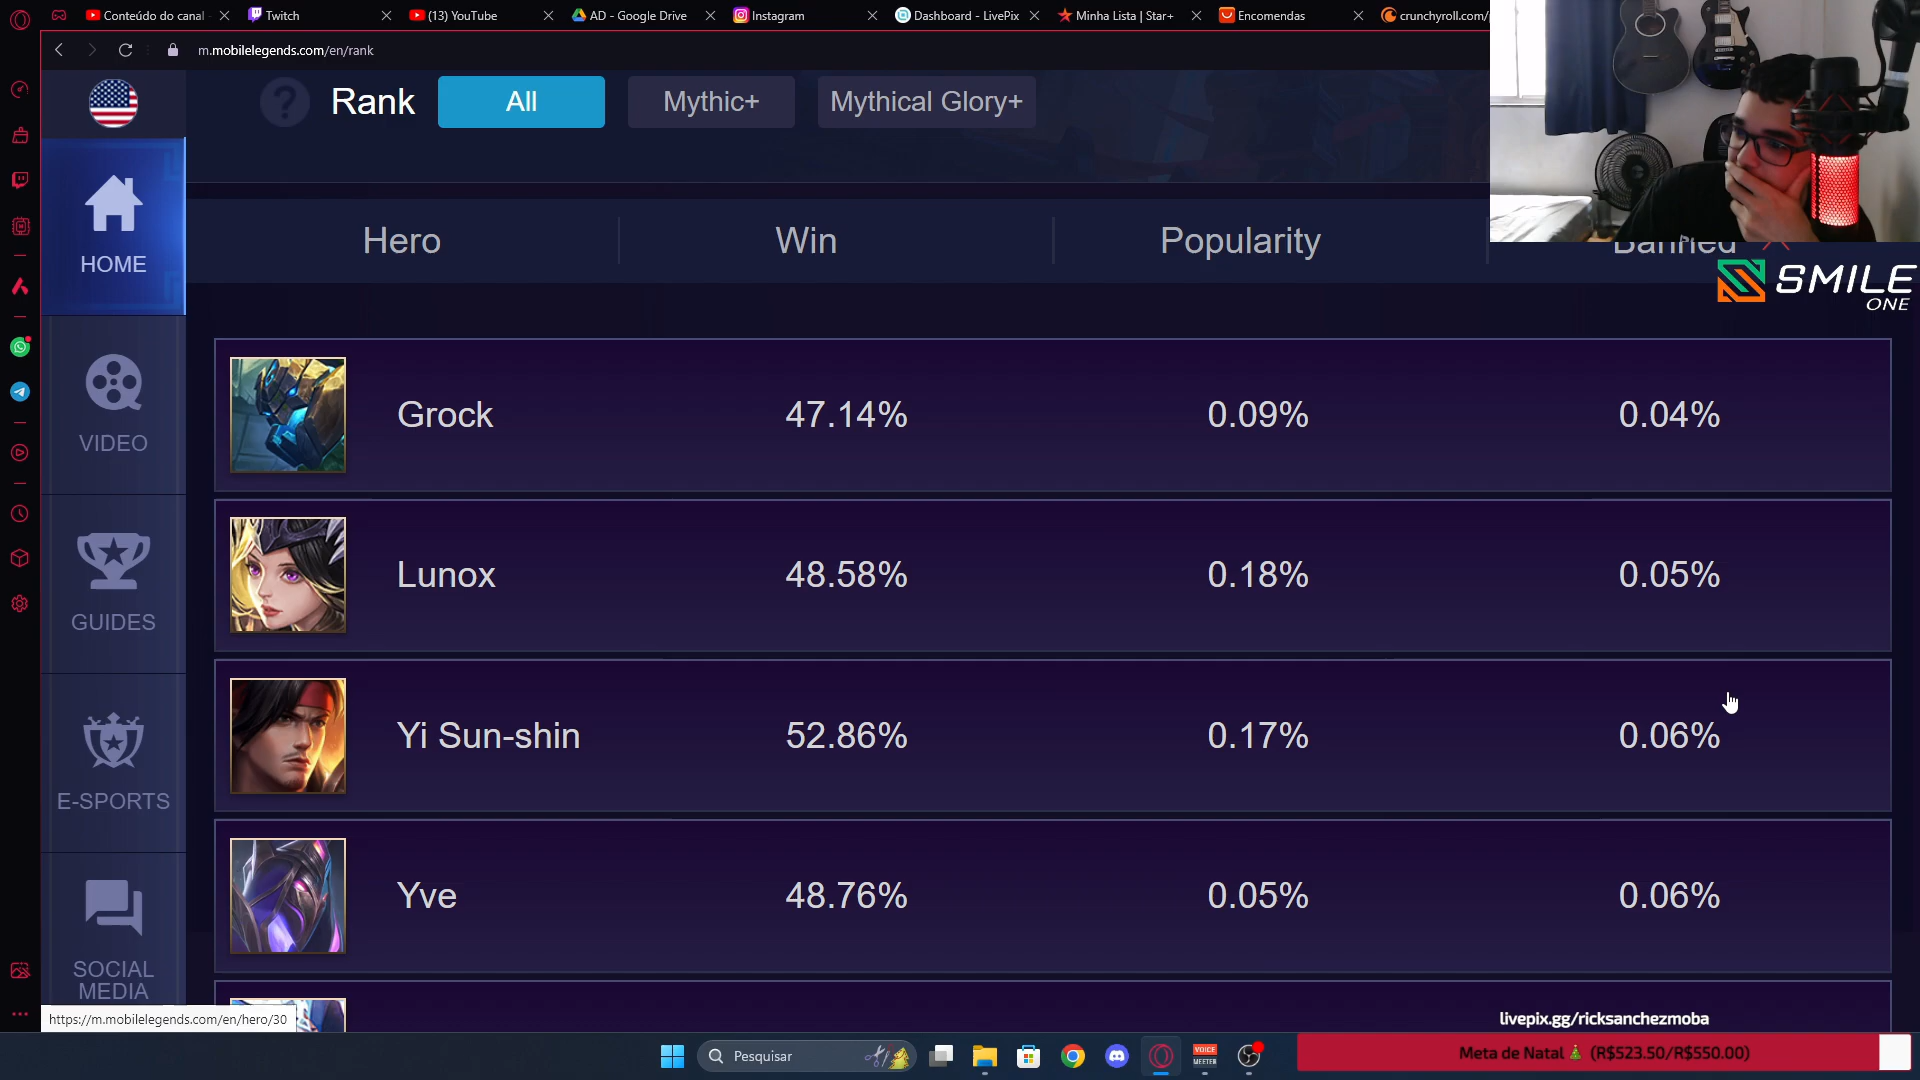 Conteúdo do canal
Twitch
(13) YouTube
AD - Google Drive
Instagram
Dashboard - LivePix
Minha Lista | Star+
Encomendas
crunchyroll.com/
m.mobilelegends.com/en/rank
Rank
All
Mythic+
Mythical Glory+
Hero
Win
Popularity
Banned
SMILE
ONE
HOME
VIDEO
GUIDES
E-SPORTS
SOCIAL
MEDIA
Grock 47.14% 0.09% 0.04%
Lunox 48.58% 0.18% 0.05%
Yi Sun-shin 52.86% 0.17% 0.06%
Yve 48.76% 0.05% 0.06%
https://m.mobilelegends.com/en/hero/30
livepix.gg/ricksanchezmoba
Pesquisar
VOICE
MEETER
Meta de Natal🎄 (R$523.50/R$550.00)